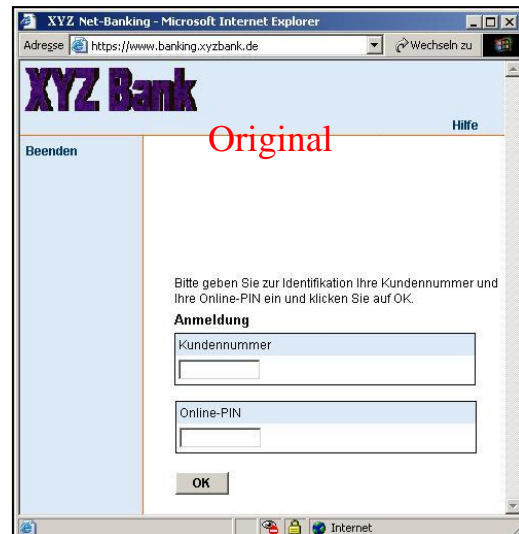 XYZ Net-Banking - Microsoft Internet Explorer
Adresse https://www.banking.xyzbank.de Wechseln zu
XYZ Bank
Original
Hilfe
Beenden
Bitte geben Sie zur Identifikation Ihre Kundennummer und
Ihre Online-PIN ein und klicken Sie auf OK.
Anmeldung
Kundennummer
Online-PIN
OK
Internet